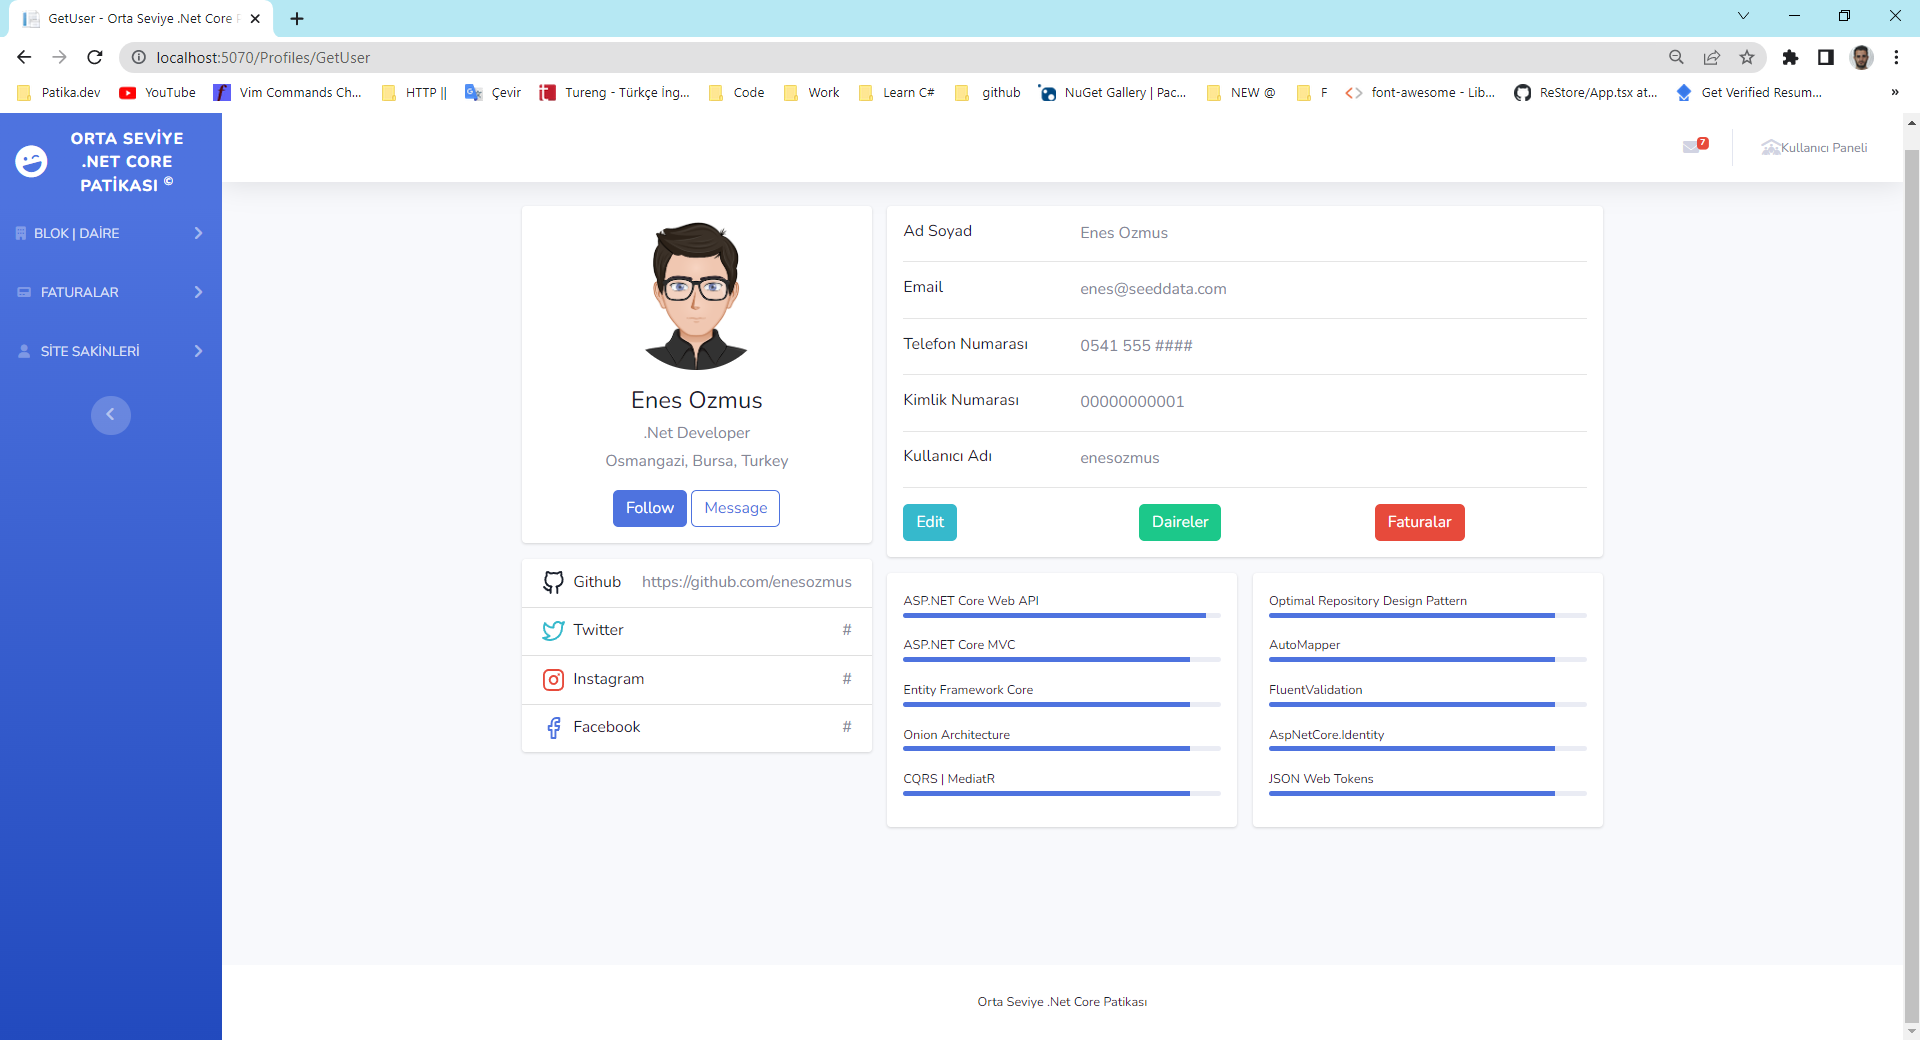 GetUser - Orta Seviye .Net Core
localhost:5070/Profiles/GetUser
Patika.dev
YouTube
Vim Commands Ch...
HTTP ||
Çevir
Tureng - Türkçe İng...
Code
Work
Learn C#
github
NuGet Gallery | Pac...
NEW @
F
font-awesome - Lib...
ReStore/App.tsx at...
Get Verified Resum...
»
ORTA SEVİYE
.NET CORE
PATİKASI ©
BLOK | DAİRE
FATURALAR
SİTE SAKİNLERİ
7
Kullanıcı Paneli
Enes Ozmus
.Net Developer
Osmangazi, Bursa, Turkey
Follow Message
Github https://github.com/enesozmus
Twitter #
Instagram #
Facebook #
Ad Soyad Enes Ozmus
Email enes@seeddata.com
Telefon Numarası 0541 555 ####
Kimlik Numarası 00000000001
Kullanıcı Adı enesozmus
Edit Daireler Faturalar
ASP.NET Core Web API
ASP.NET Core MVC
Entity Framework Core
Onion Architecture
CQRS | MediatR
Optimal Repository Design Pattern
AutoMapper
FluentValidation
AspNetCore.Identity
JSON Web Tokens
Orta Seviye .Net Core Patikası